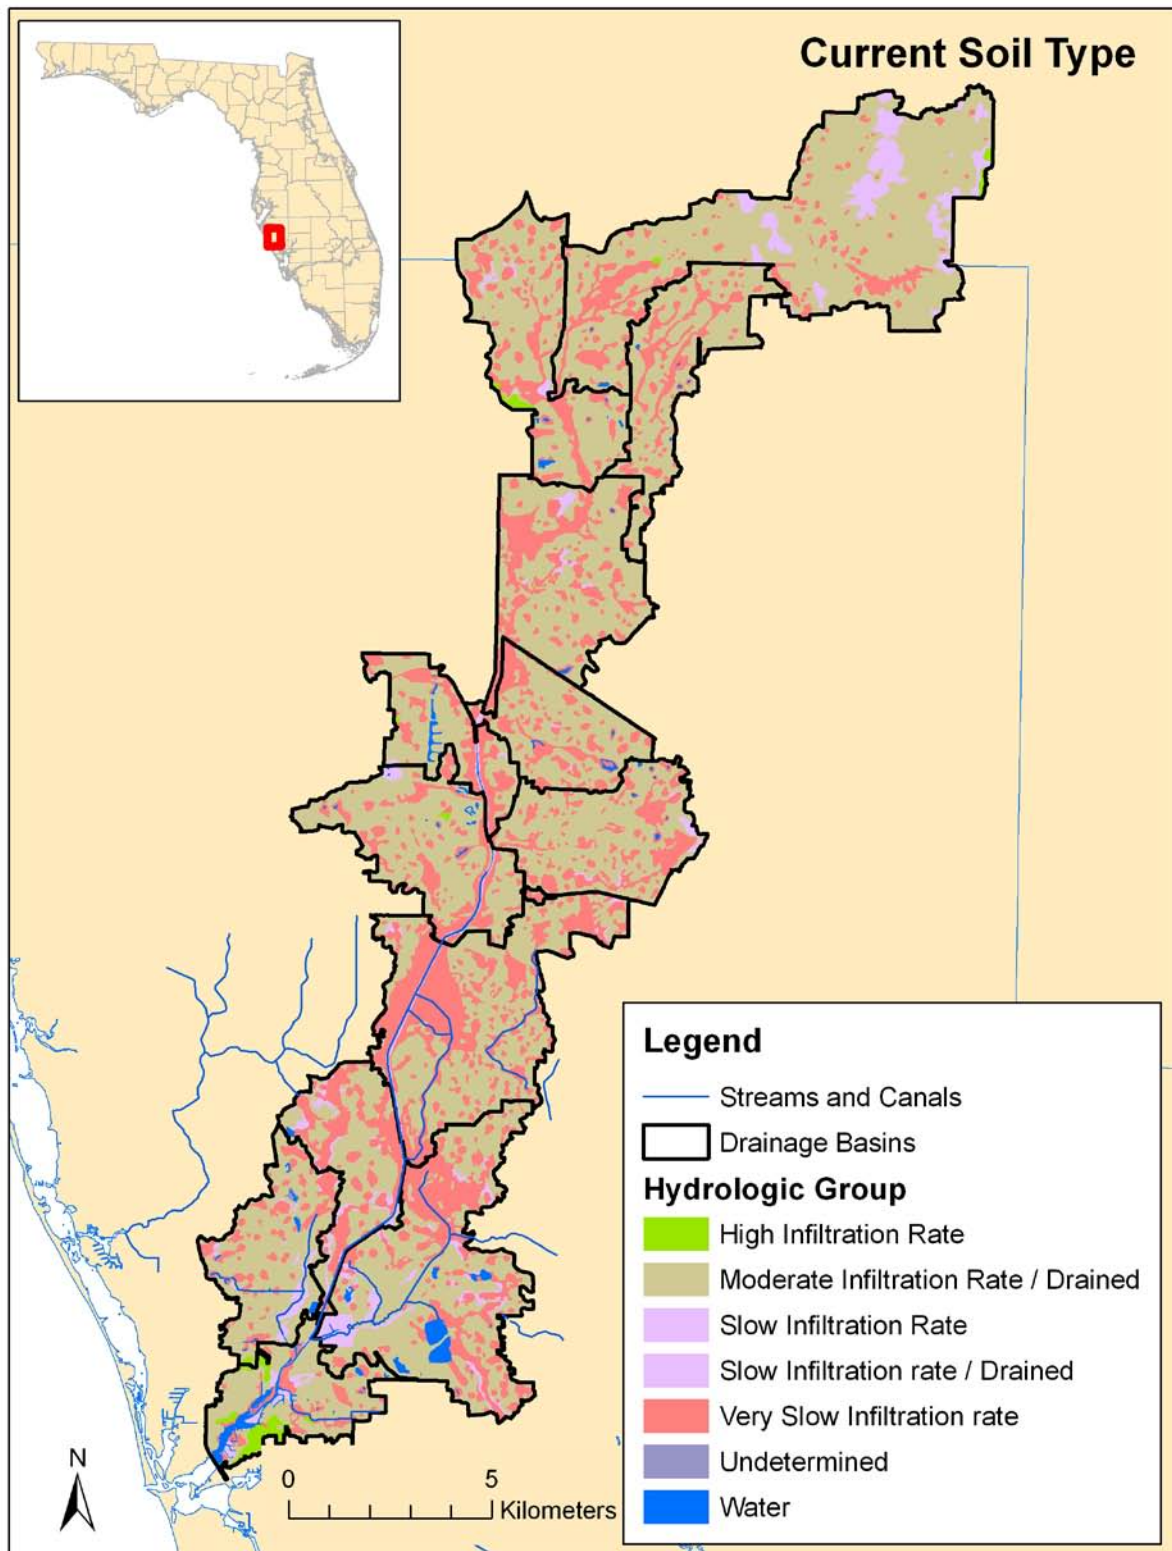 Current Soil Type
Legend
Streams and Canals
Drainage Basins
Hydrologic Group
High Infiltration Rate
Moderate Infiltration Rate / Drained
Slow Infiltration Rate
Slow Infiltration rate / Drained
Very Slow Infiltration rate
Undetermined
Water
N
0 5
Kilometers